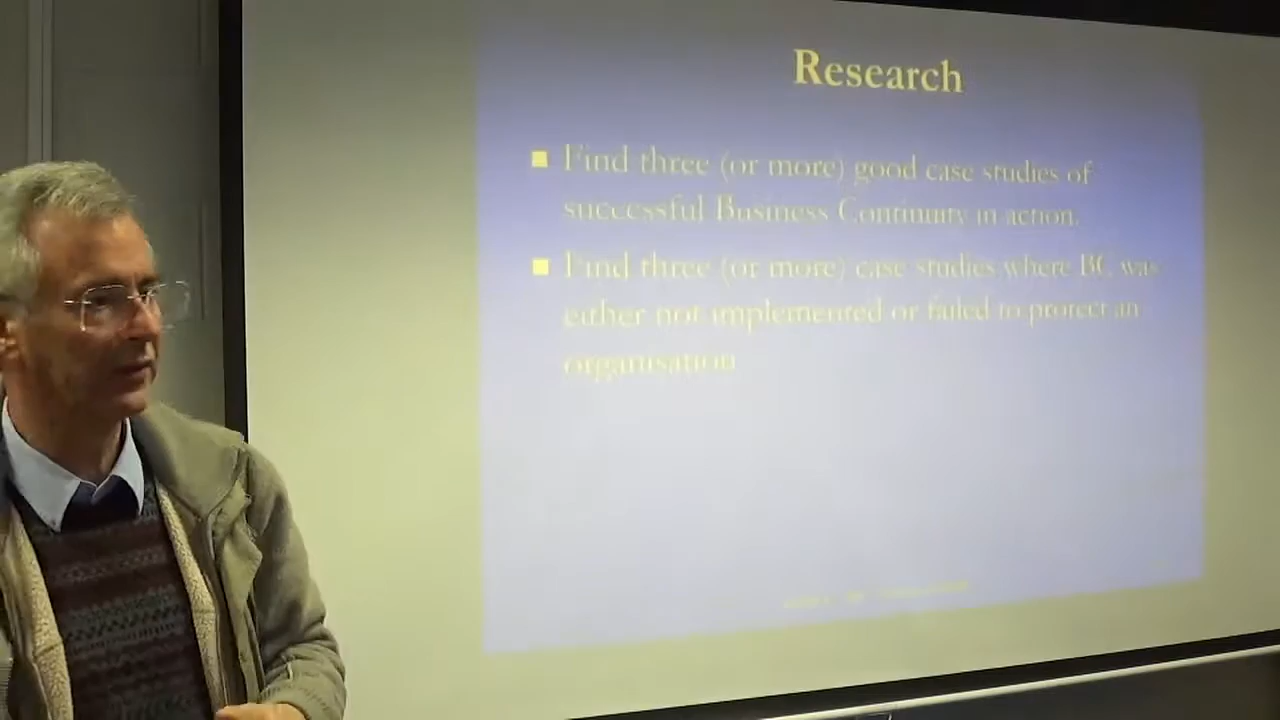 Research
Find three (or more) good case studies of
successful Business Continuity in action.
Find three (or more) case studies where BC was
either not implemented or failed to protect an
organisation